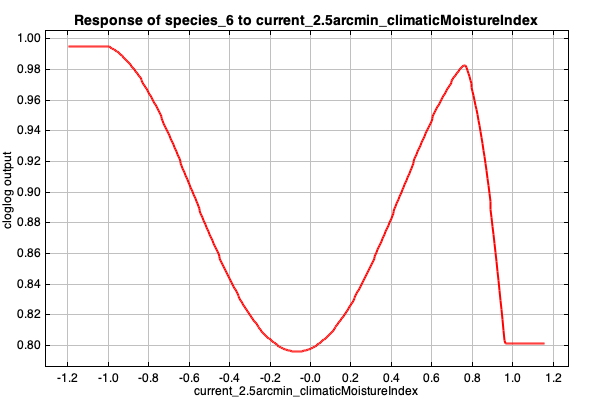 Response of species_6 to current_2.5arcmin_climaticMoistureIndex
cloglog output
1.00
0.98
0.96
0.94
0.92
0.90
0.88
0.86
0.84
0.82
0.80
-1.2 -1.0 -0.8 -0.6 -0.4 -0.2 -0.0 0.2 0.4 0.6 0.8 1.0 1.2
current_2.5arcmin_climaticMoistureIndex